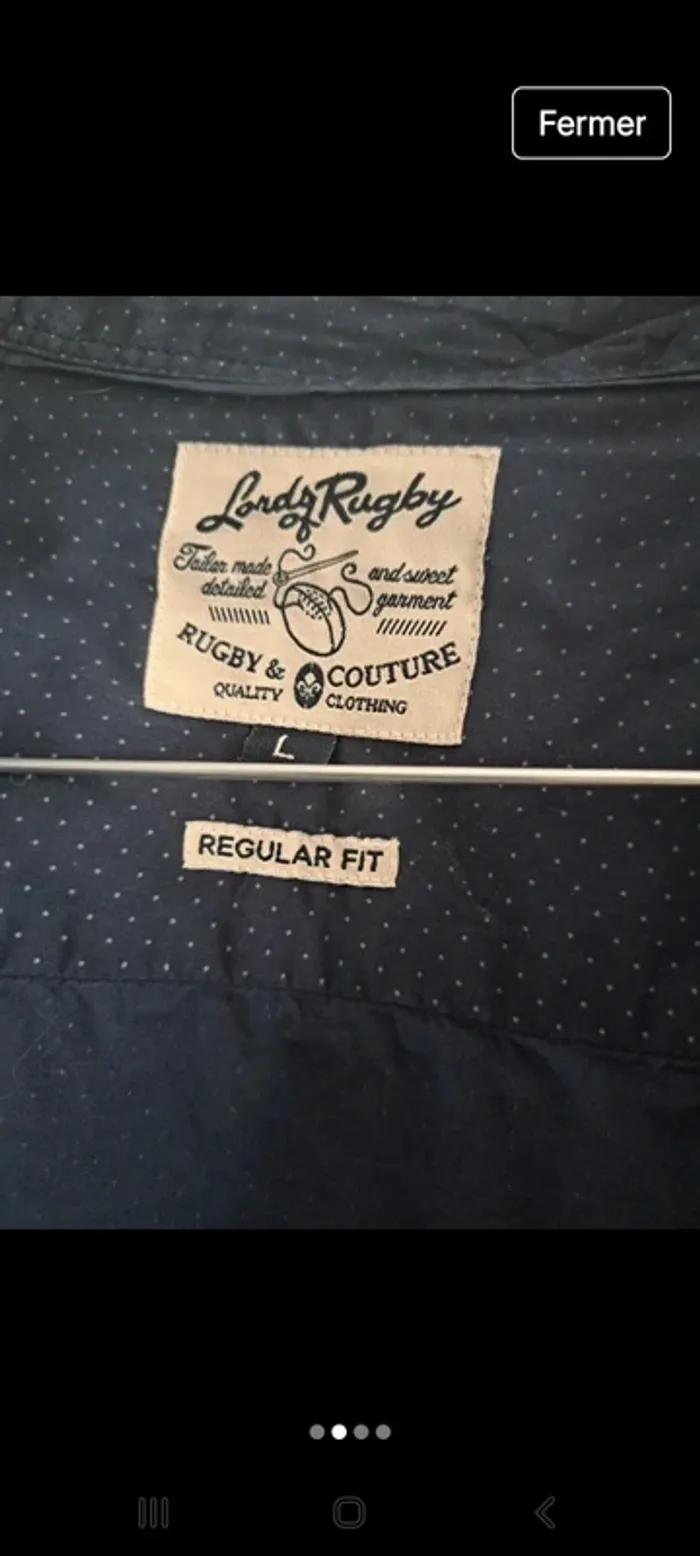 Fermer
Lords of Rugby
Tailor made
detailed
and sweet
garment
RUGBY & COUTURE
QUALITY CLOTHING
L
REGULAR FIT